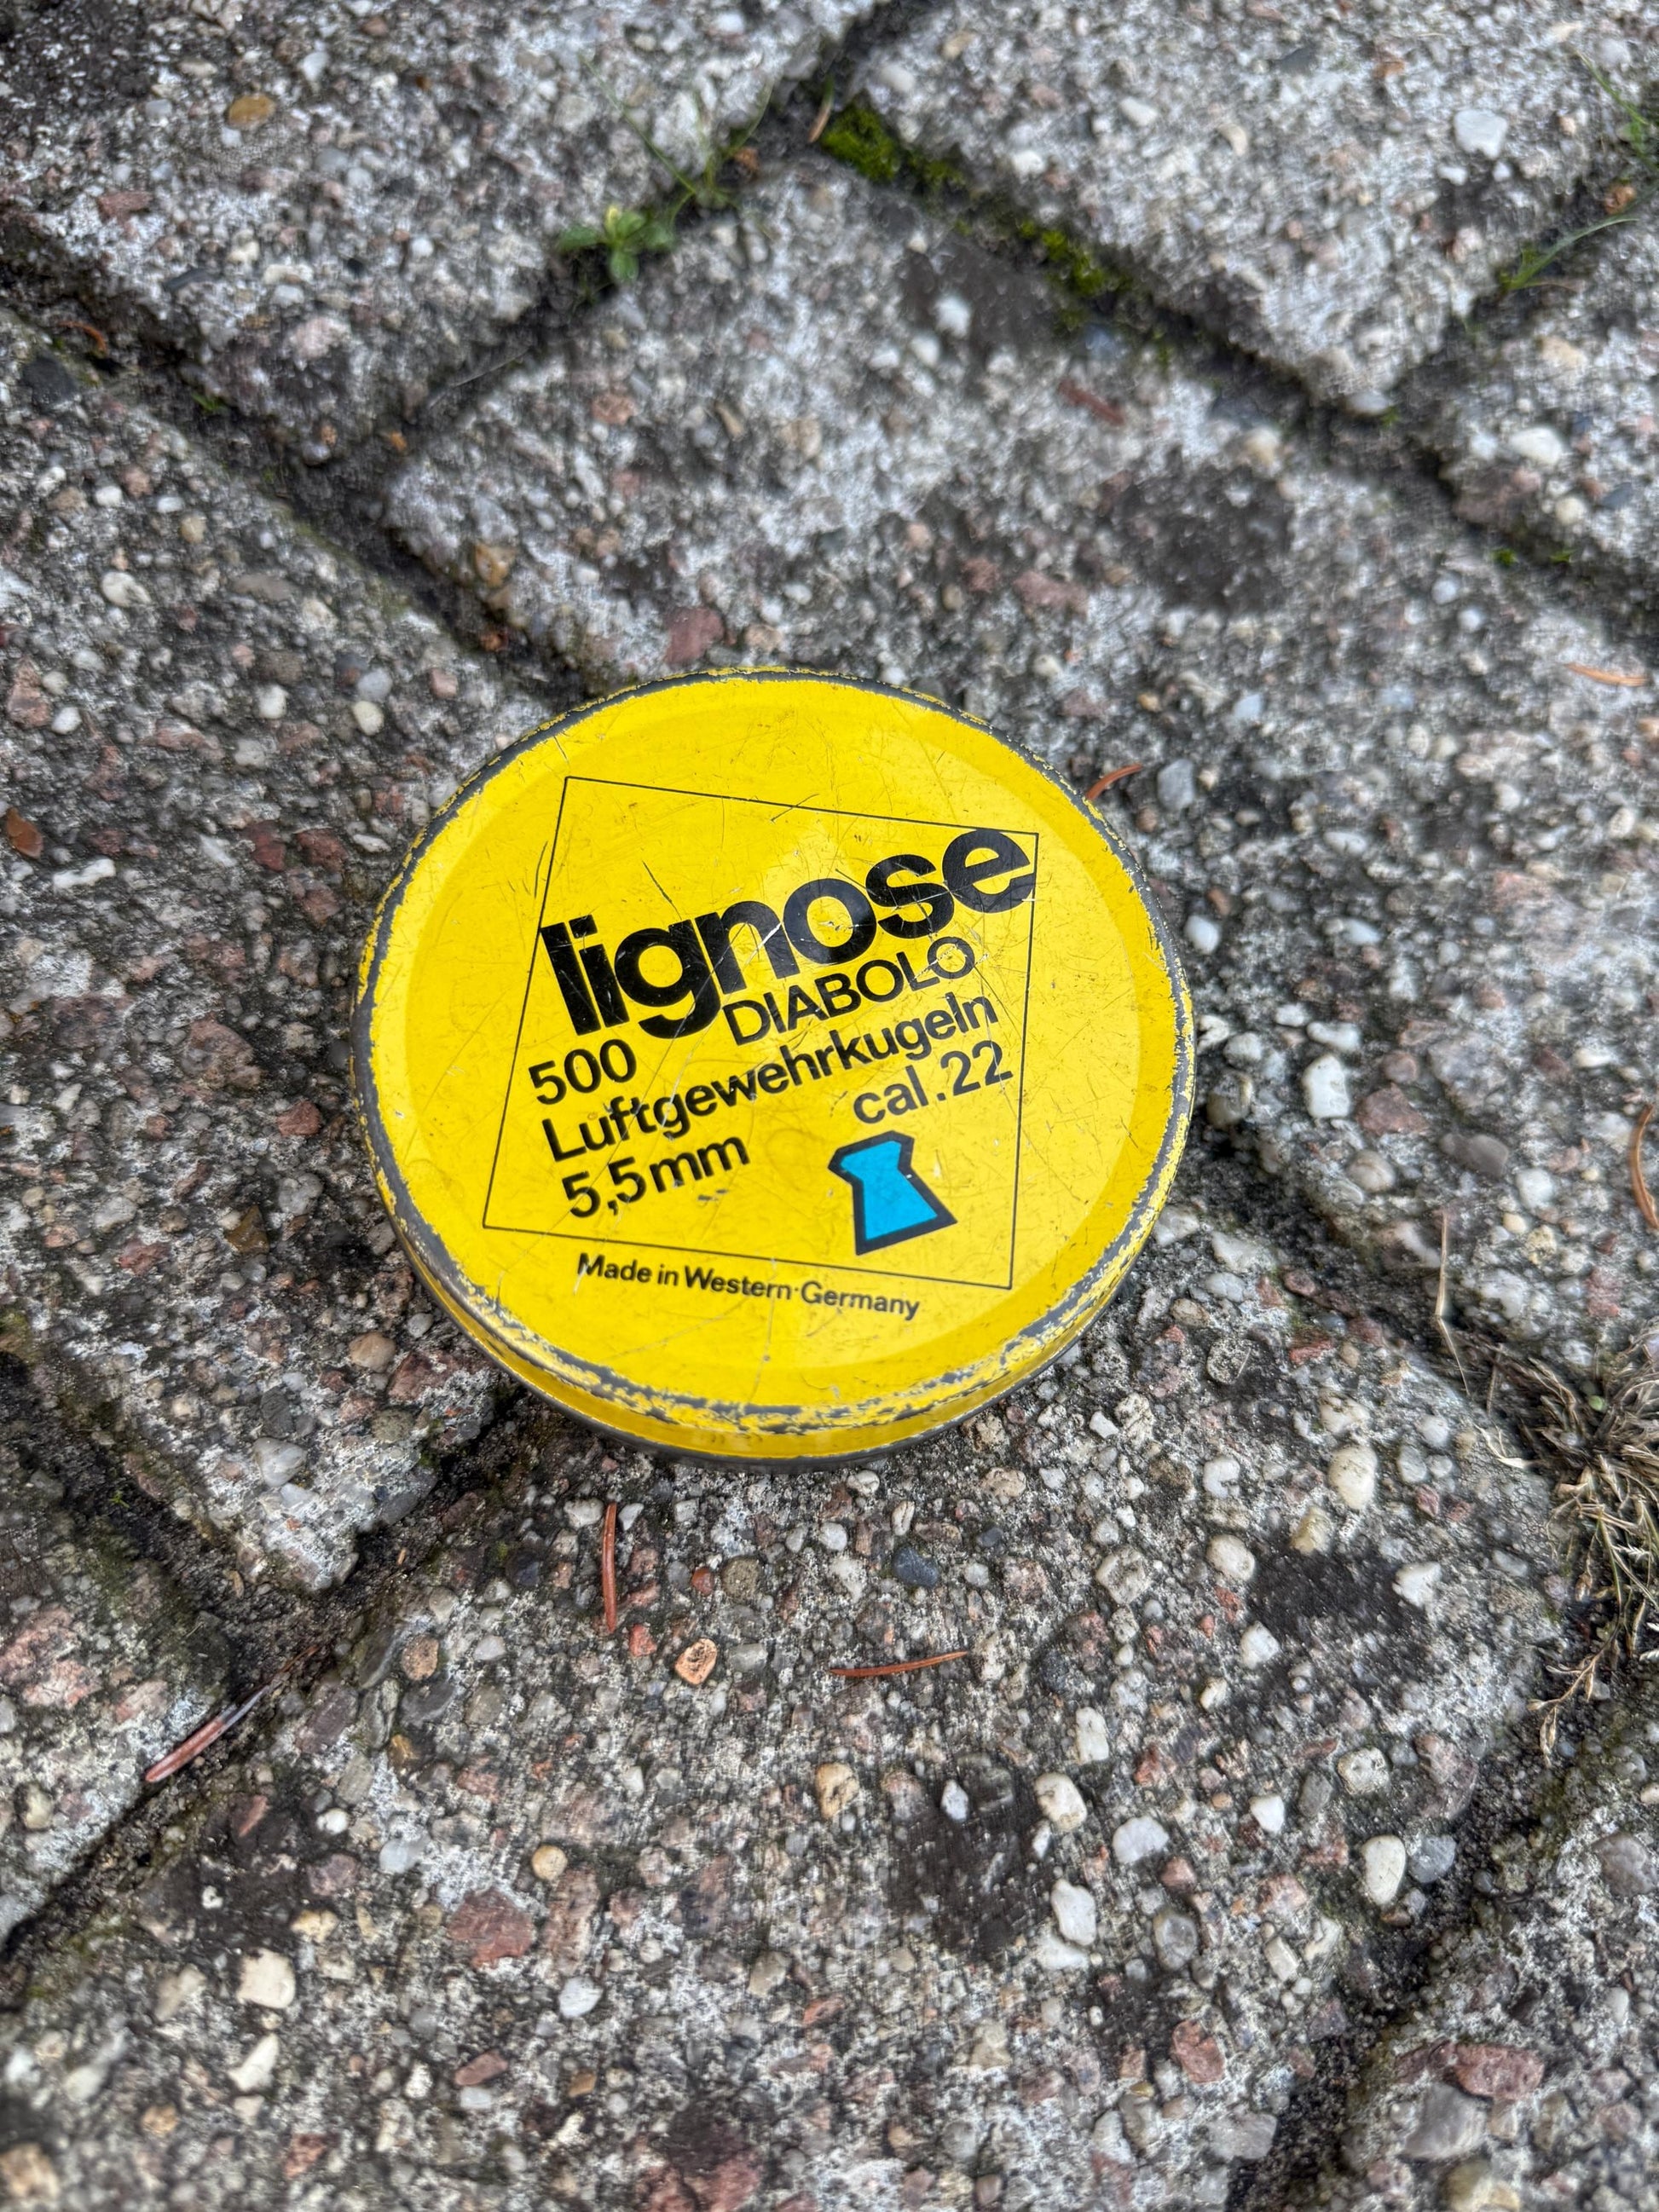 lignose
DIABOLO
500
Luftgewehrkugeln
5,5mm cal.22
Made in Western-Germany